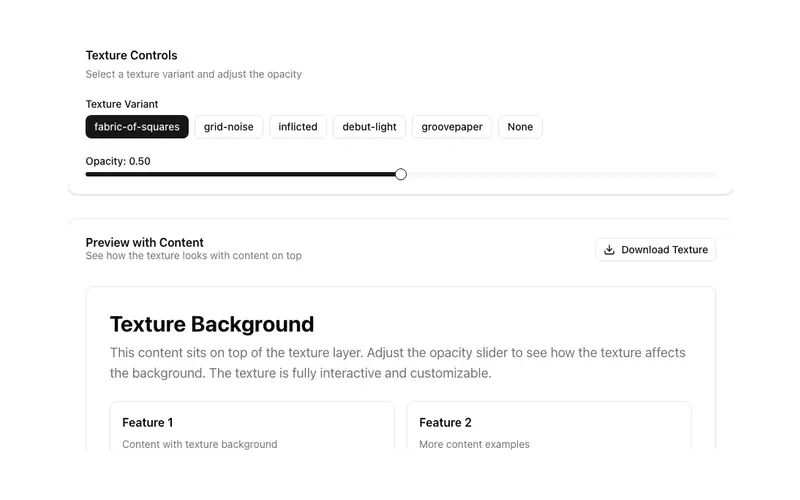 Texture Controls
Select a texture variant and adjust the opacity
Texture Variant
fabric-of-squares grid-noise inflicted debut-light groovepaper None
Opacity: 0.50
Preview with Content
See how the texture looks with content on top
Download Texture
Texture Background
This content sits on top of the texture layer. Adjust the opacity slider to see how the texture affects
the background. The texture is fully interactive and customizable.
Feature 1
Content with texture background
Feature 2
More content examples